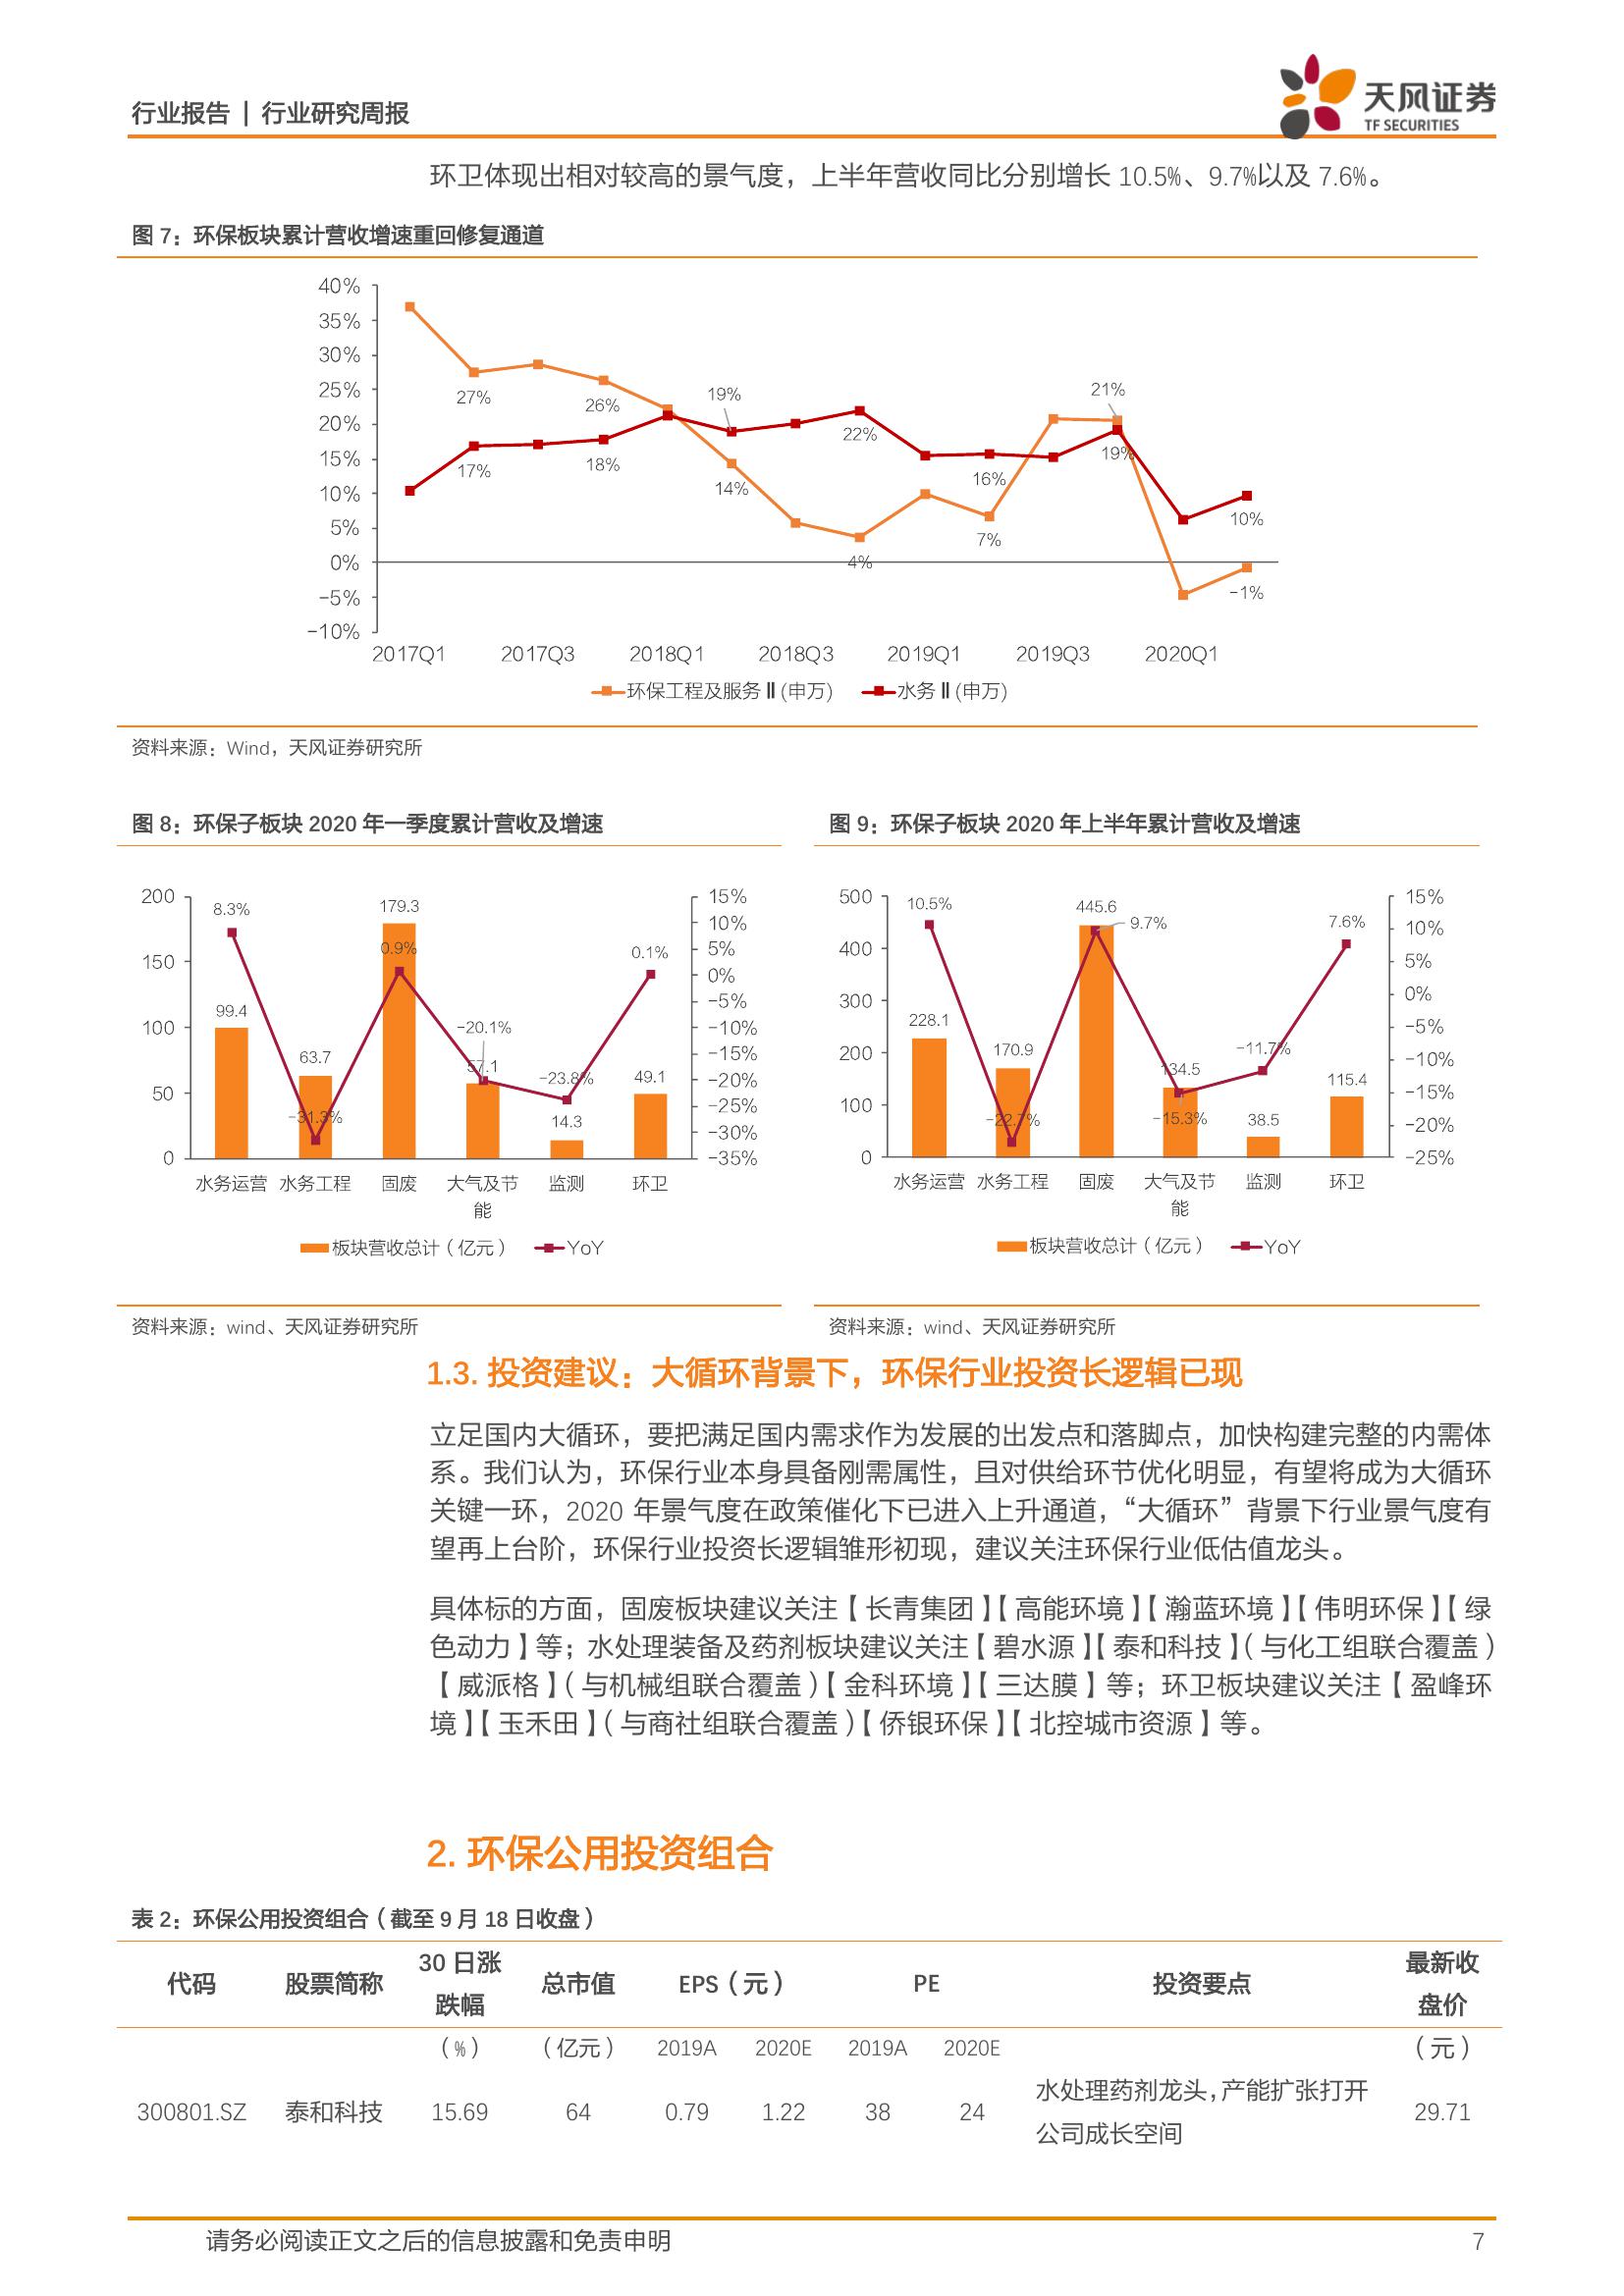 行业报告 | 行业研究周报
天风证券
TF SECURITIES
环卫体现出相对较高的景气度，上半年营收同比分别增长 10.5%、9.7%以及 7.6%。
图 7：环保板块累计营收增速重回修复通道
40%
35%
30%
25%
20%
15%
10%
5%
0%
-5%
-10%
27%
26%
19%
22%
21%
17%
18%
14%
16%
19%
4%
7%
10%
-1%
2017Q1 2017Q3 2018Q1 2018Q3 2019Q1 2019Q3 2020Q1
环保工程及服务Ⅱ(申万) 水务Ⅱ(申万)
资料来源：Wind，天风证券研究所
图 8：环保子板块 2020 年一季度累计营收及增速
200
150
100
50
0
15%
10%
5%
0%
-5%
-10%
-15%
-20%
-25%
-30%
-35%
8.3%
179.3
0.9%
0.1%
99.4
63.7
-20.1%
57.1
-23.8%
49.1
-31.3%
14.3
水务运营 水务工程 固废 大气及节能 监测 环卫
板块营收总计（亿元） YoY
资料来源：wind、天风证券研究所
图 9：环保子板块 2020 年上半年累计营收及增速
500
400
300
200
100
0
15%
10%
5%
0%
-5%
-10%
-15%
-20%
-25%
10.5%
445.6
9.7%
7.6%
228.1
170.9
-11.7%
134.5
115.4
-22.7%
-15.3%
38.5
水务运营 水务工程 固废 大气及节能 监测 环卫
板块营收总计（亿元） YoY
资料来源：wind、天风证券研究所
1.3. 投资建议：大循环背景下，环保行业投资长逻辑已现
立足国内大循环，要把满足国内需求作为发展的出发点和落脚点，加快构建完整的内需体
系。我们认为，环保行业本身具备刚需属性，且对供给环节优化明显，有望将成为大循环
关键一环，2020 年景气度在政策催化下已进入上升通道，“大循环”背景下行业景气度有
望再上台阶，环保行业投资长逻辑雏形初现，建议关注环保行业低估值龙头。
具体标的方面，固废板块建议关注【长青集团】【高能环境】【瀚蓝环境】【伟明环保】【绿
色动力】等；水处理装备及药剂板块建议关注【碧水源】【泰和科技】（与化工组联合覆盖）
【威派格】（与机械组联合覆盖）【金科环境】【三达膜】等；环卫板块建议关注【盈峰环
境】【玉禾田】（与商社组联合覆盖）【侨银环保】【北控城市资源】等。
2. 环保公用投资组合
表 2：环保公用投资组合（截至 9 月 18 日收盘）
代码 股票简称 30 日涨跌幅 总市值 EPS（元） PE 投资要点 最新收盘价
（%） （亿元） 2019A 2020E 2019A 2020E （元）
300801.SZ 泰和科技 15.69 64 0.79 1.22 38 24 水处理药剂龙头，产能扩张打开公司成长空间 29.71
请务必阅读正文之后的信息披露和免责申明 7